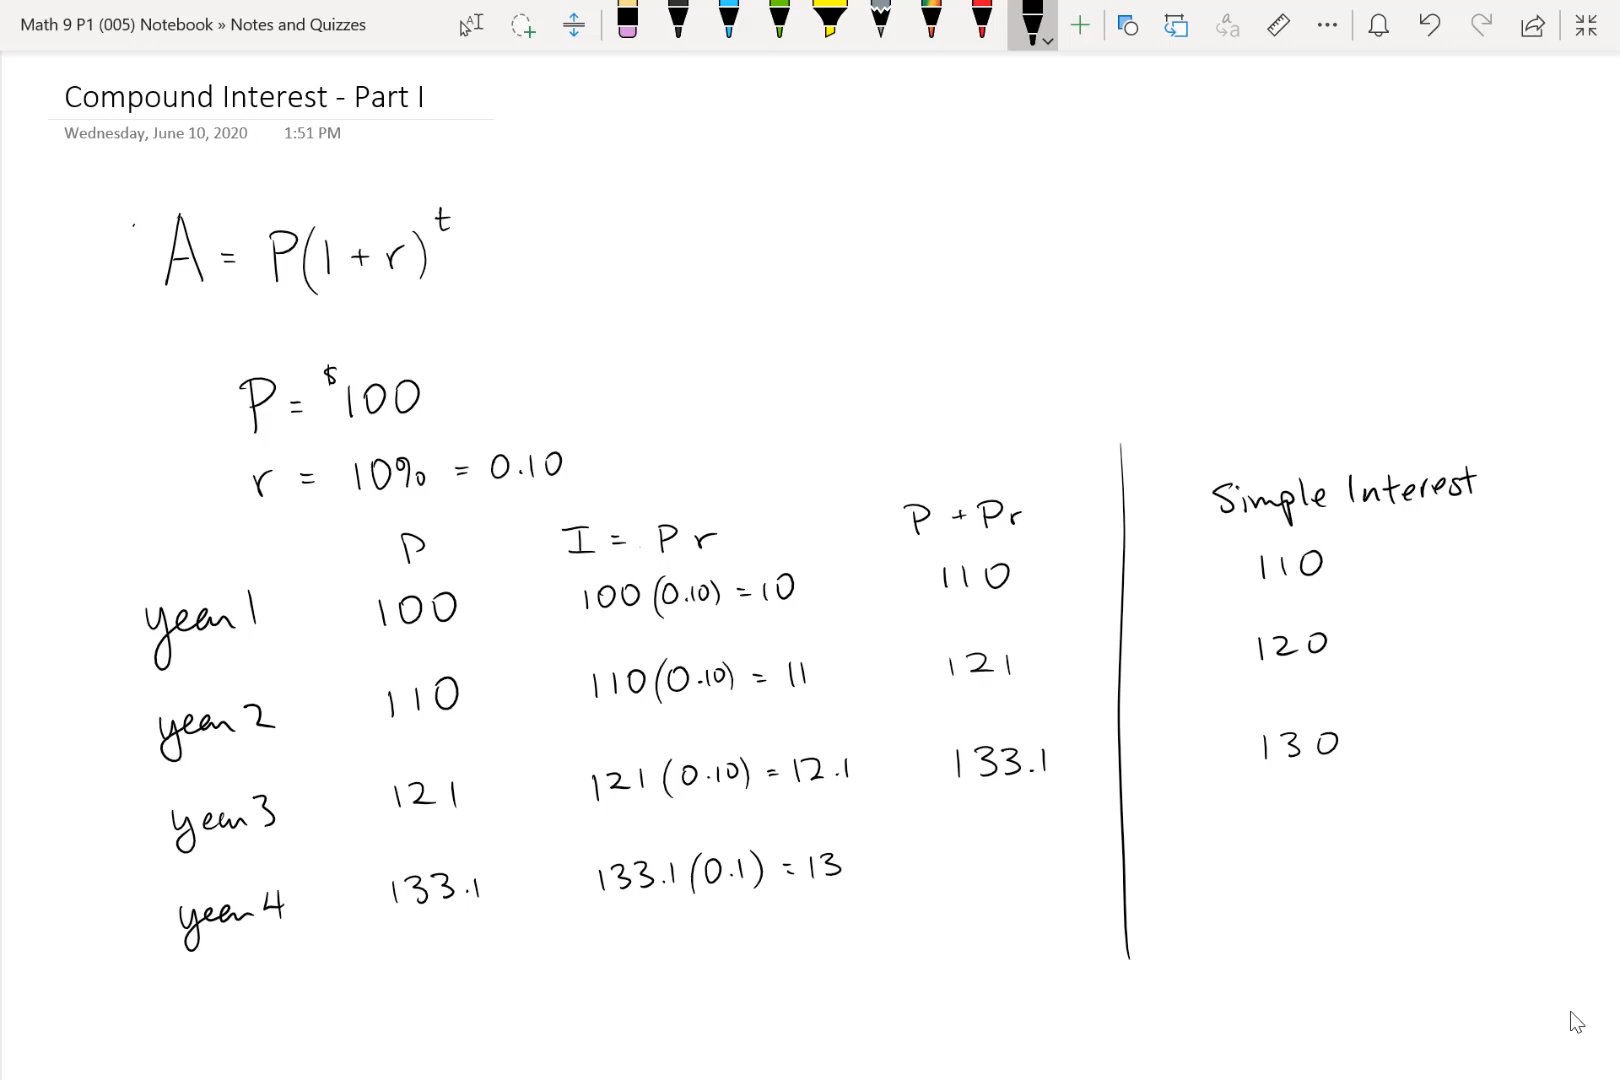 Math 9 P1 (005) Notebook » Notes and Quizzes
Compound Interest - Part I
Wednesday, June 10, 2020 1:51 PM
A = P(1 + r)^t
P = $100
r = 10% = 0.10
P I = Pr P + Pr Simple Interest
year 1 100 100(0.10) = 10 110 110
year 2 110 110(0.10) = 11 121 120
year 3 121 121(0.10) = 12.1 133.1 130
year 4 133.1 133.1(0.1) = 13